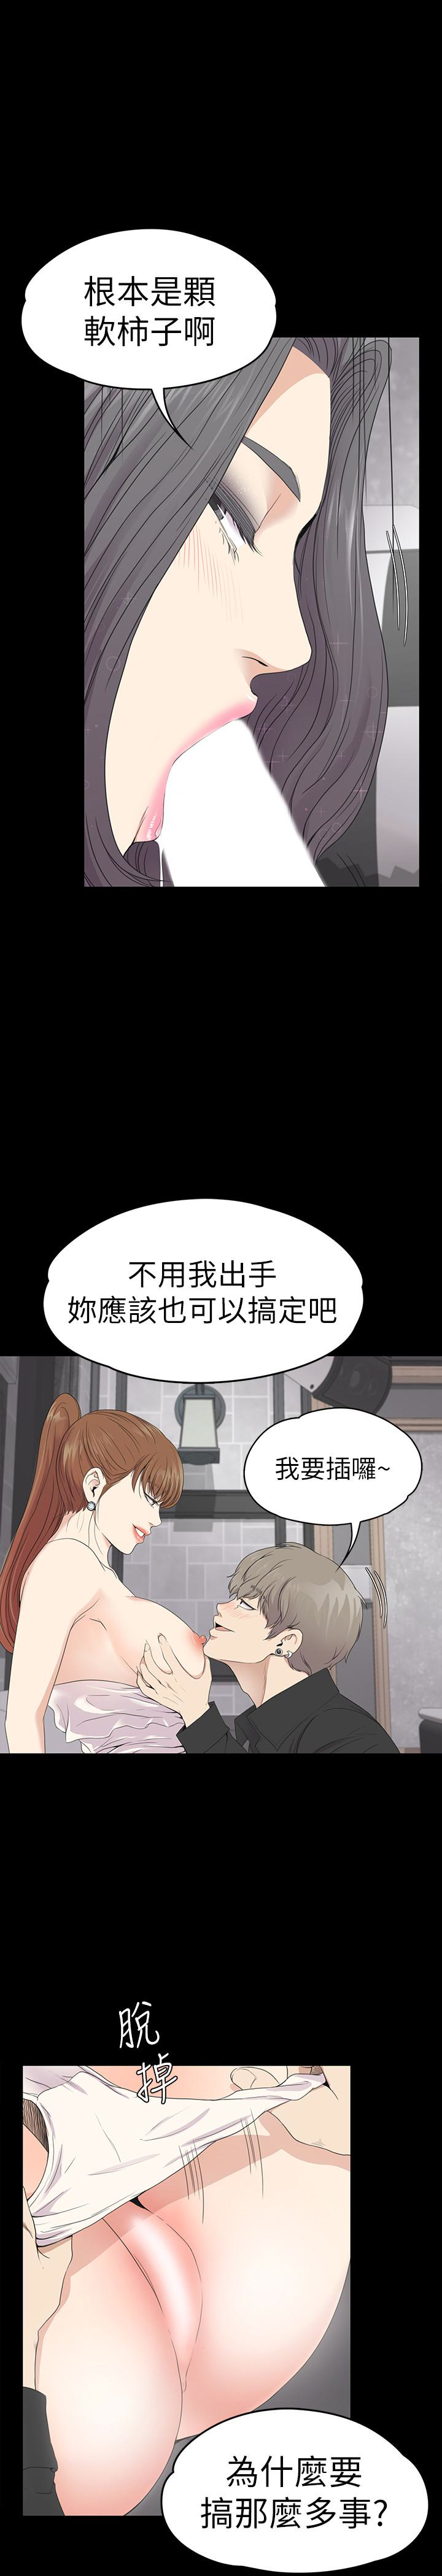 根本是顆
軟柿子啊
不用我出手
妳應該也可以搞定吧
我要插囉~
脫
掉
為什麼要
搞那麼多事?